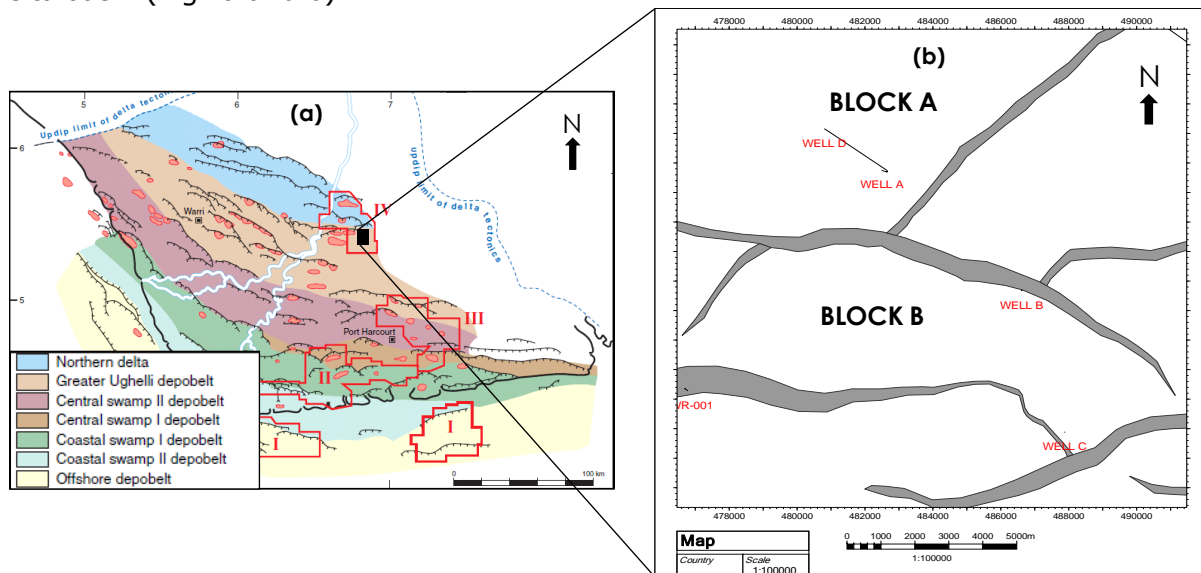 (a)
5
6
7
N
6
5
Updip limit of delta tectonics
updip limit of delta tectonics
Warri
IV
III
Port Harcourt
II
I
I
0
100 km
Northern delta
Greater Ughelli depobelt
Central swamp II depobelt
Central swamp I depobelt
Coastal swamp I depobelt
Coastal swamp II depobelt
Offshore depobelt
478000 480000 482000 484000 486000 488000 490000
(b)
N
BLOCK A
WELL D
WELL A
WELL B
BLOCK B
VR-001
WELL C
478000 480000 482000 484000 486000 488000 490000
Map
Country
Scale
1:100000
0 1000 2000 3000 4000 5000m
1:100000